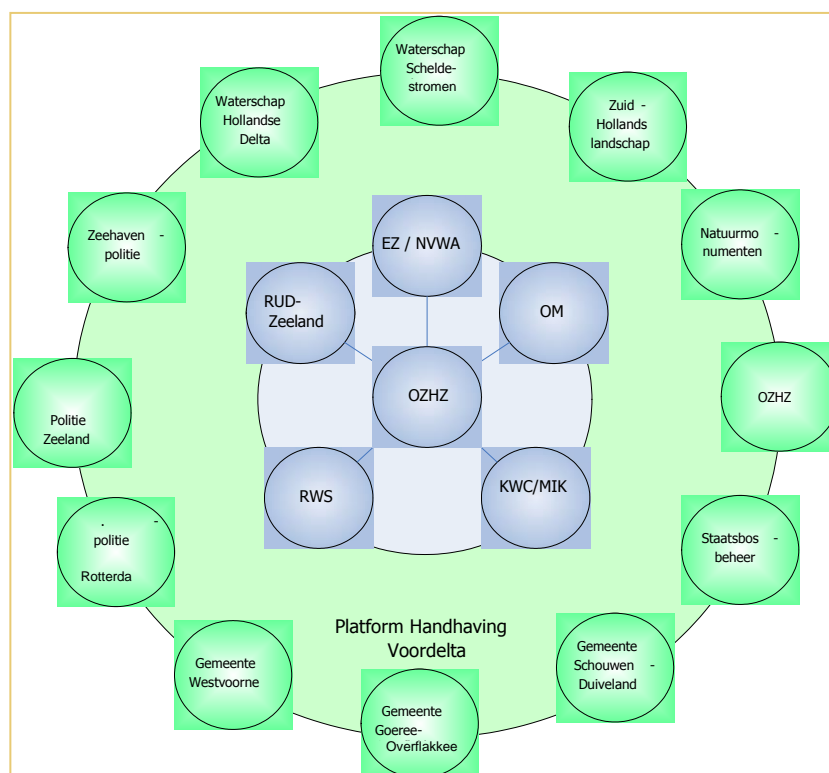 Waterschap
Schelde-
stromen
Waterschap
Hollandse
Delta
Zuid -
Hollands
landschap
Zeehaven -
politie
Natuurmo -
numenten
EZ / NVWA
RUD-
Zeeland
OM
OZHZ
OZHZ
Politie
Zeeland
RWS
KWC/MIK
. -
politie
Rotterda
Staatsbos -
beheer
Platform Handhaving
Voordelta
Gemeente
Westvoorne
Gemeente
Schouwen -
Duiveland
Gemeente
Goeree-
Overflakkee